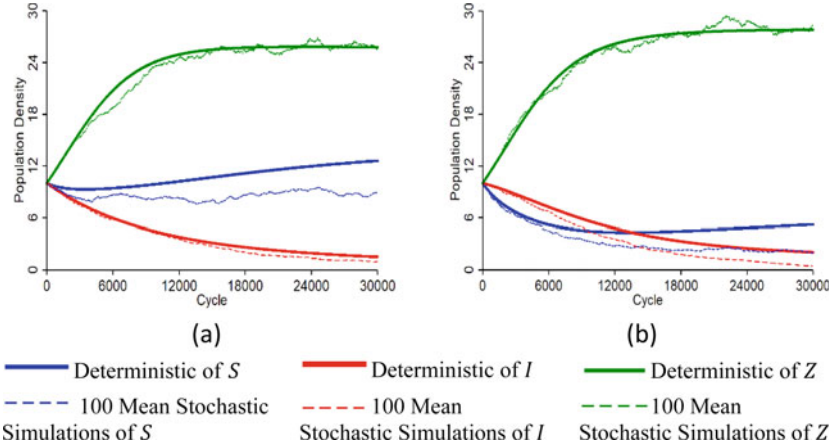 (a)
Population Density
30
24
18
12
6
0
0 6000 12000 18000 24000 30000
Cycle
(b)
Population Density
30
24
18
12
6
0
0 6000 12000 18000 24000 30000
Cycle
Deterministic of S
100 Mean Stochastic
Simulations of S
Deterministic of I
100 Mean
Stochastic Simulations of I
Deterministic of Z
100 Mean
Stochastic Simulations of Z